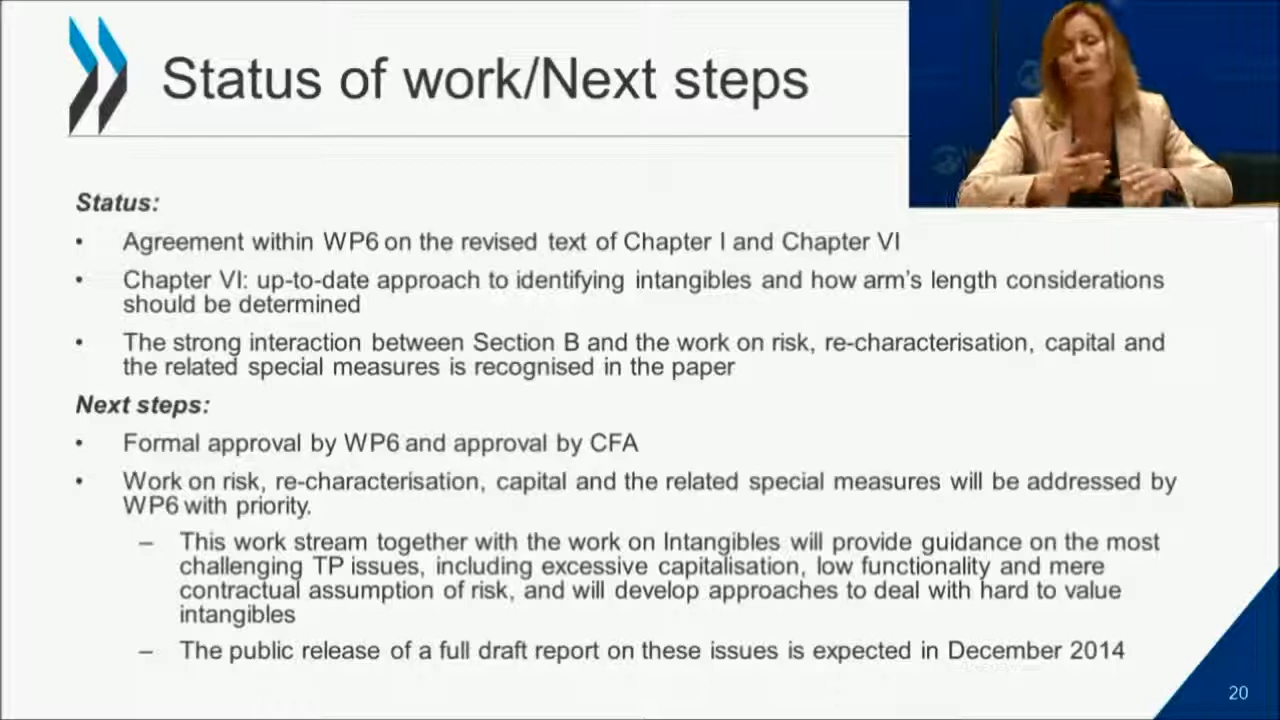 Status of work/Next steps
Status:
• Agreement within WP6 on the revised text of Chapter I and Chapter VI
• Chapter VI: up-to-date approach to identifying intangibles and how arm's length considerations
should be determined
• The strong interaction between Section B and the work on risk, re-characterisation, capital and
the related special measures is recognised in the paper
Next steps:
• Formal approval by WP6 and approval by CFA
• Work on risk, re-characterisation, capital and the related special measures will be addressed by
WP6 with priority.
– This work stream together with the work on Intangibles will provide guidance on the most
challenging TP issues, including excessive capitalisation, low functionality and mere
contractual assumption of risk, and will develop approaches to deal with hard to value
intangibles
– The public release of a full draft report on these issues is expected in December 2014
20